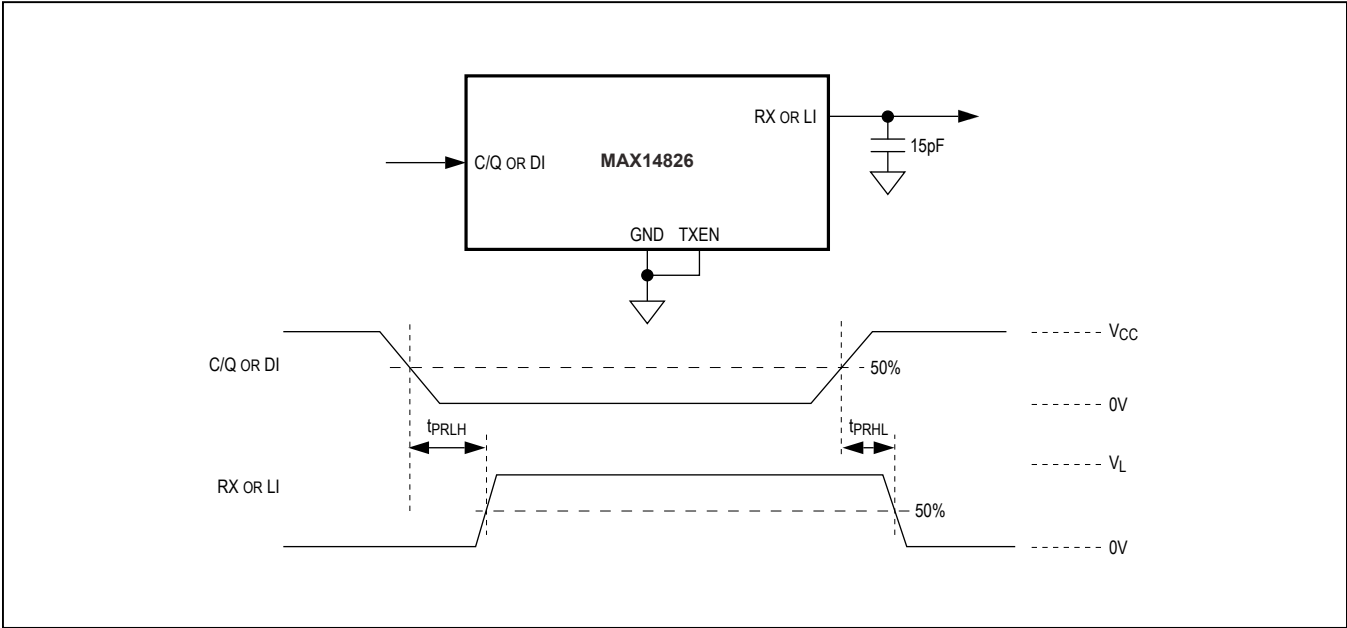 RX OR LI
15pF
C/Q OR DI
MAX14826
GND TXEN
VCC
C/Q OR DI
50%
0V
tPRLH
tPRHL
VL
RX OR LI
50%
0V